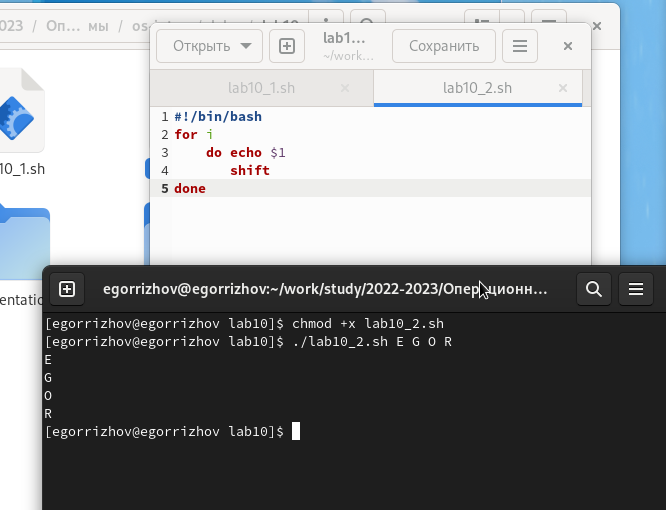 023 / Оп… мы / os-
Открыть
lab1…
~/work…
Сохранить
lab10_1.sh
lab10_2.sh
1 #!/bin/bash
2 for i
3 do echo $1
4 shift
5 done
10_1.sh
entatio
egorrizhov@egorrizhov:~/work/study/2022-2023/Операционн…
[egorrizhov@egorrizhov lab10]$ chmod +x lab10_2.sh
[egorrizhov@egorrizhov lab10]$ ./lab10_2.sh E G O R
E
G
O
R
[egorrizhov@egorrizhov lab10]$